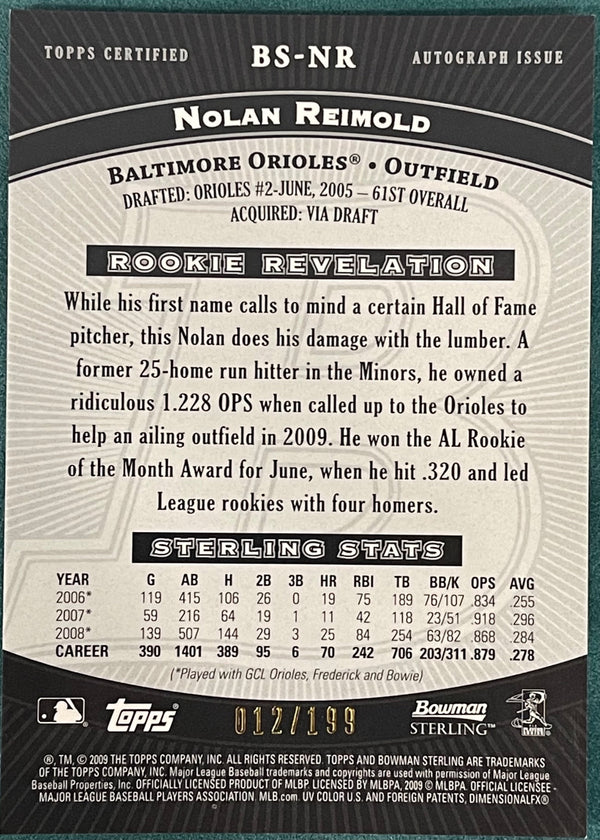 TOPPS CERTIFIED BS-NR AUTOGRAPH ISSUE
NOLAN REIMOLD
BALTIMORE ORIOLES® • OUTFIELD
DRAFTED: ORIOLES #2-JUNE, 2005 – 61ST OVERALL
ACQUIRED: VIA DRAFT
ROOKIE REVELATION
While his first name calls to mind a certain Hall of Fame
pitcher, this Nolan does his damage with the lumber. A
former 25-home run hitter in the Minors, he owned a
ridiculous 1.228 OPS when called up to the Orioles to
help an ailing outfield in 2009. He won the AL Rookie
of the Month Award for June, when he hit .320 and led
League rookies with four homers.
STERLING STATS
YEAR G AB H 2B 3B HR RBI TB BB/K OPS AVG
2006* 119 415 106 26 0 19 75 189 76/107 .834 .255
2007* 59 216 64 19 1 11 42 118 23/51 .918 .296
2008* 139 507 144 29 3 25 84 254 63/82 .868 .284
CAREER 390 1401 389 95 6 70 242 706 203/311 .879 .278
(*Played with GCL Orioles, Frederick and Bowie)
topps 012/199 Bowman
STERLING™
®, TM, © 2009 THE TOPPS COMPANY, INC. ALL RIGHTS RESERVED. TOPPS AND BOWMAN STERLING ARE TRADEMARKS
OF THE TOPPS COMPANY, INC. Major League Baseball trademarks and copyrights are used with permission of Major League
Baseball Properties, Inc. OFFICIALLY LICENSED PRODUCT OF MLBP. LICENSED BY MLBPA, 2009 © MLBPA. OFFICIAL LICENSEE -
MAJOR LEAGUE BASEBALL PLAYERS ASSOCIATION. MLB.com. UV COLOR U.S. AND FOREIGN PATENTS, DIMENSIONALFX®